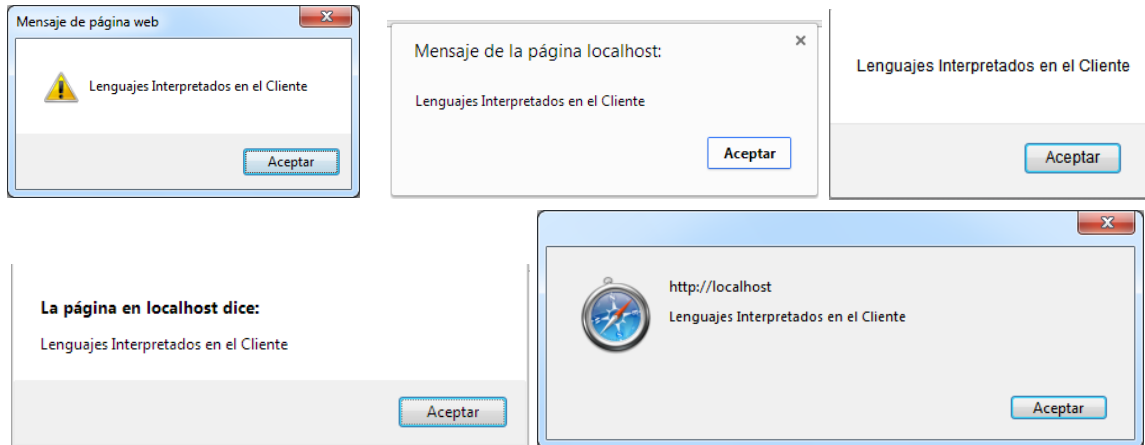 Mensaje de página web
Lenguajes Interpretados en el Cliente
Aceptar
Mensaje de la página localhost:
Lenguajes Interpretados en el Cliente
Aceptar
Lenguajes Interpretados en el Cliente
Aceptar
La página en localhost dice:
Lenguajes Interpretados en el Cliente
Aceptar
http://localhost
Lenguajes Interpretados en el Cliente
Aceptar